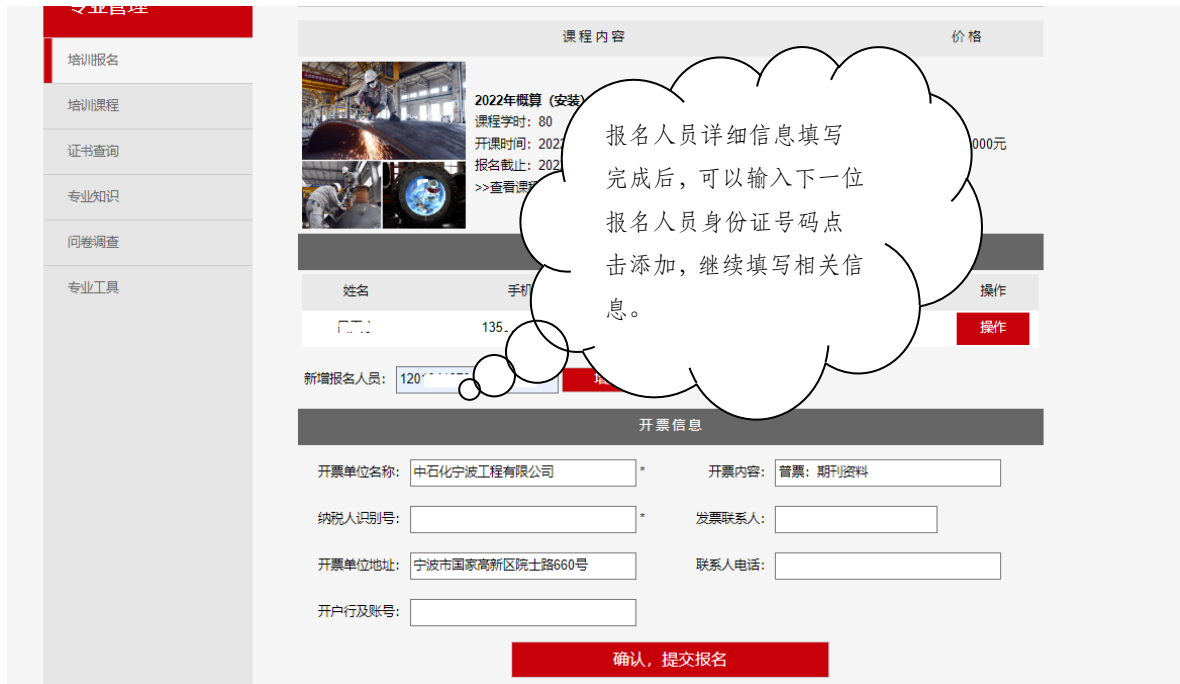 专业管理
培训报名
培训课程
证书查询
专业知识
问卷调查
专业工具
课程内容
价格
2022年概算（安装）
课程学时：80
开课时间：202
报名截止：202
>>查看课程
000元
报名人员详细信息填写
完成后，可以输入下一位
报名人员身份证号码点
击添加，继续填写相关信
息。
姓名
手机
操作
135
操作
新增报名人员：
120
开票信息
开票单位名称：
中石化宁波工程有限公司
*
开票内容：
普票：期刊资料
纳税人识别号：
*
发票联系人：
开票单位地址：
宁波市国家高新区院士路660号
联系人电话：
开户行及账号：
确认，提交报名